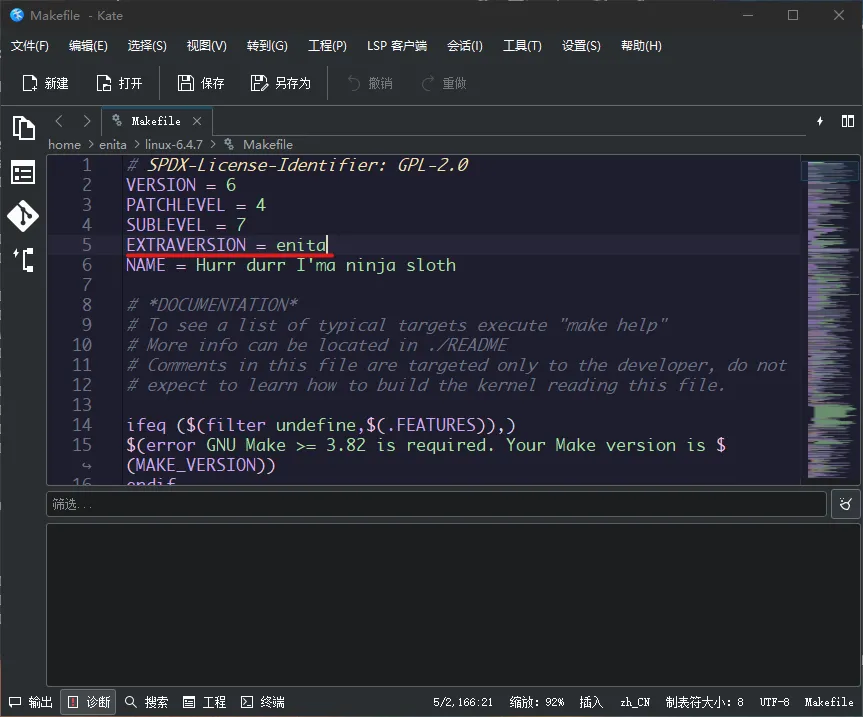 Makefile - Kate
文件(F) 编辑(E) 选择(S) 视图(V) 转到(G) 工程(P) LSP 客户端 会话(I) 工具(T) 设置(S) 帮助(H)
新建 打开 保存 另存为 撤销 重做
Makefile
home > enita > linux-6.4.7 > Makefile
1 # SPDX-License-Identifier: GPL-2.0
2 VERSION = 6
3 PATCHLEVEL = 4
4 SUBLEVEL = 7
5 EXTRAVERSION = enita
6 NAME = Hurr durr I'ma ninja sloth
7
8 # *DOCUMENTATION*
9 # To see a list of typical targets execute "make help"
10 # More info can be located in ./README
11 # Comments in this file are targeted only to the developer, do not
12 # expect to learn how to build the kernel reading this file.
13
14 ifeq ($(filter undefine,$(.FEATURES)),)
15 $(error GNU Make >= 3.82 is required. Your Make version is $
(MAKE_VERSION))
16 endif
筛选...
输出 诊断 搜索 工程 终端 5/2,166:21 缩放: 92% 插入 zh_CN 制表符大小: 8 UTF-8 Makefile